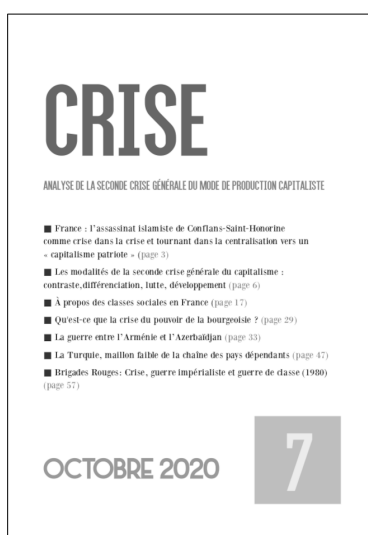 CRISE
ANALYSE DE LA SECONDE CRISE GÉNÉRALE DU MODE DE PRODUCTION CAPITALISTE
■ France : l'assassinat islamiste de Conflans-Saint-Honorine
comme crise dans la crise et tournant dans la centralisation vers un
« capitalisme patriote » (page 3)
■ Les modalités de la seconde crise générale du capitalisme :
contraste,différenciation, lutte, développement (page 6)
■ À propos des classes sociales en France (page 17)
■ Qu'est-ce que la crise du pouvoir de la bourgeoisie ? (page 29)
■ La guerre entre l'Arménie et l'Azerbaïdjan (page 33)
■ La Turquie, maillon faible de la chaîne des pays dépendants (page 47)
■ Brigades Rouges: Crise, guerre impérialiste et guerre de classe (1980)
(page 57)
OCTOBRE 2020
7